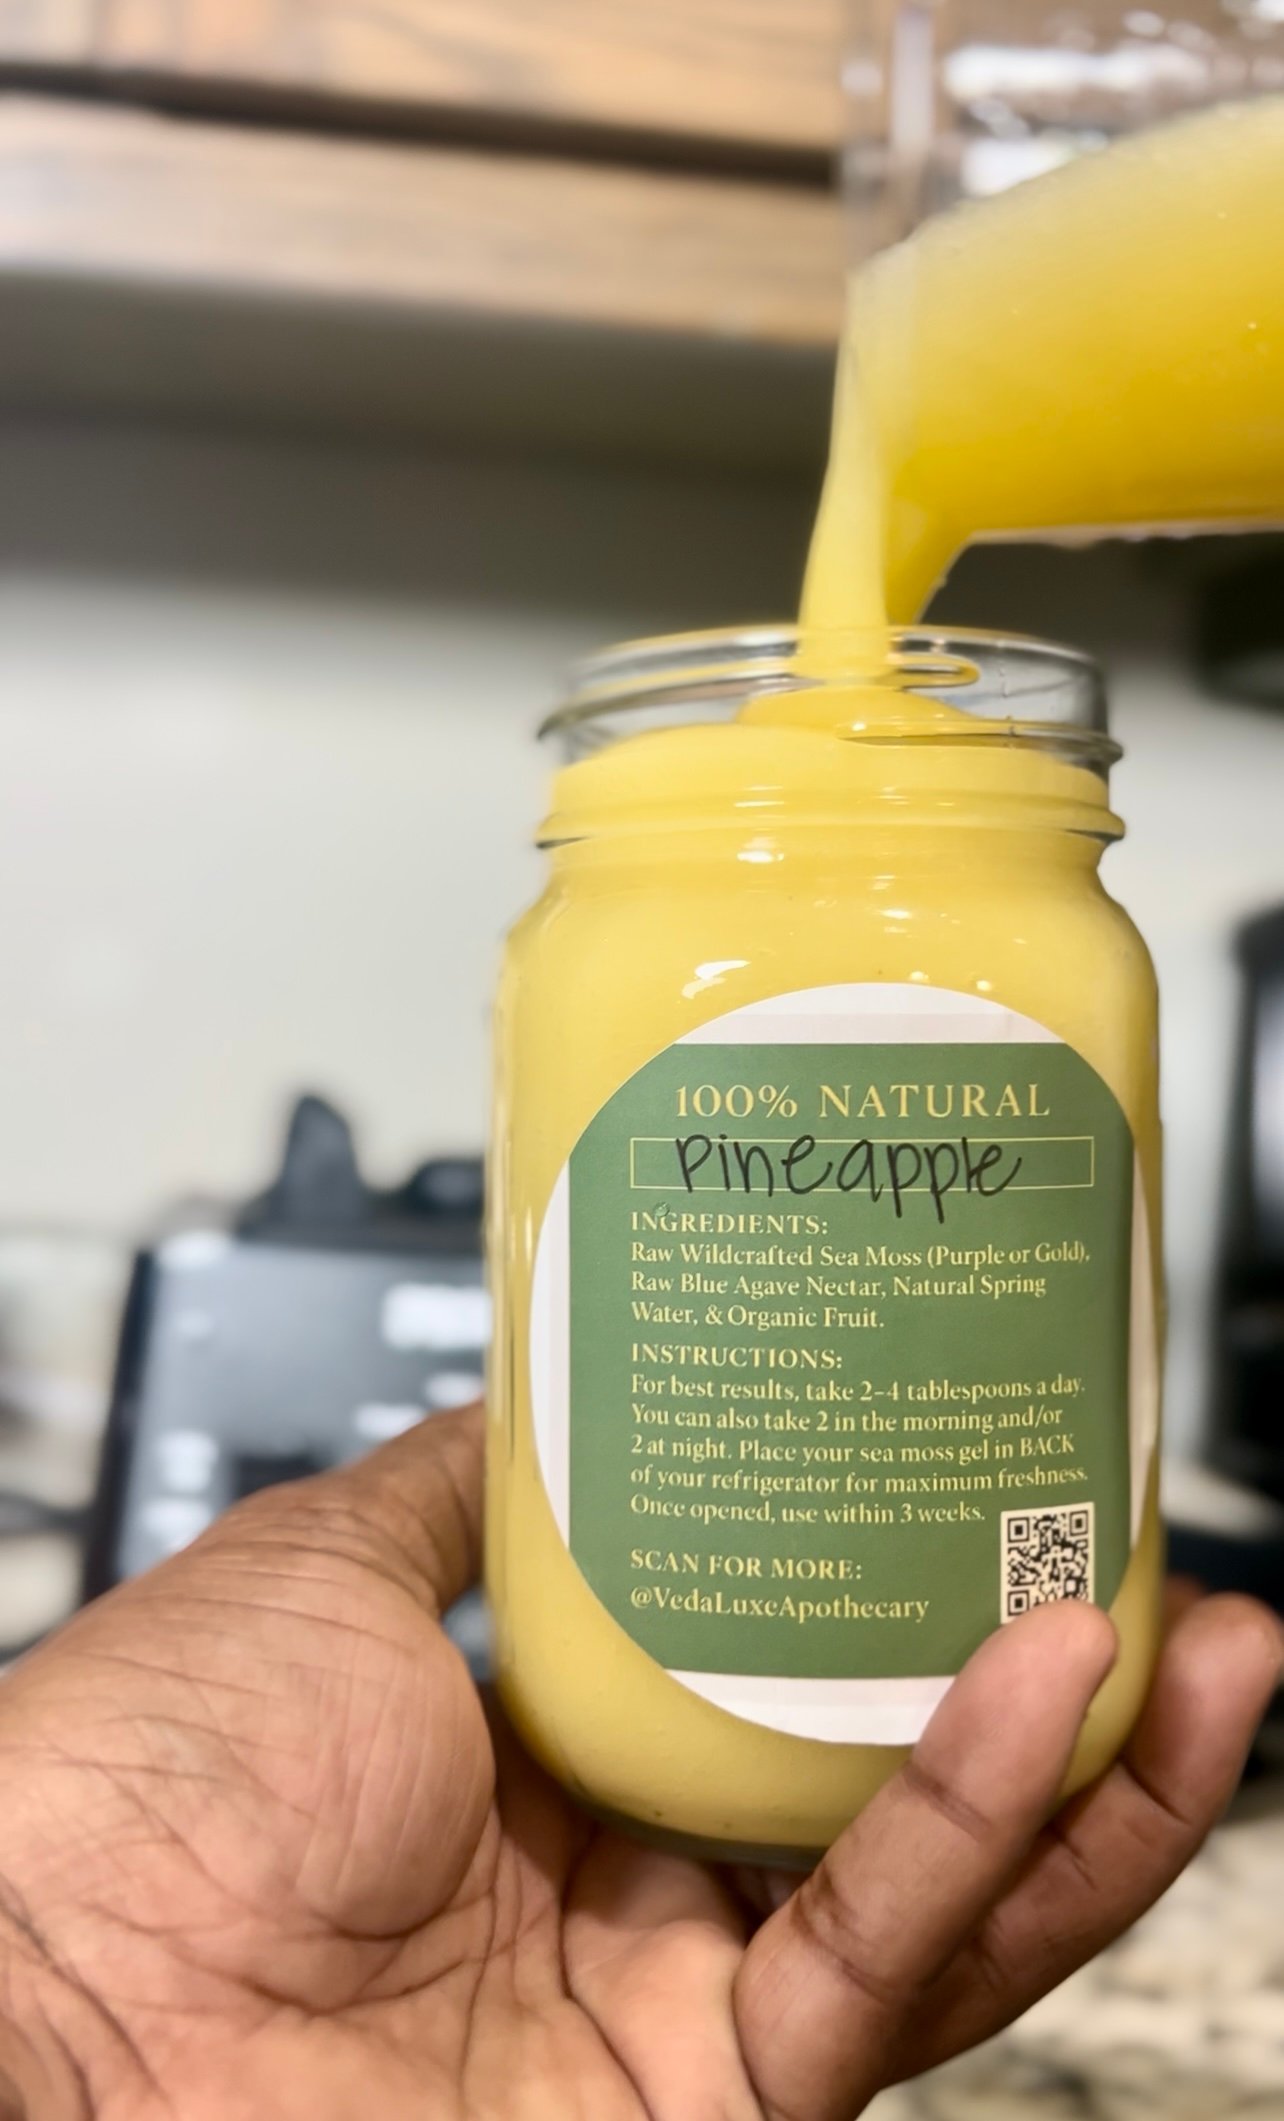 100% NATURAL
Pineapple
INGREDIENTS:
Raw Wildcrafted Sea Moss (Purple or Gold),
Raw Blue Agave Nectar, Natural Spring
Water, & Organic Fruit.
INSTRUCTIONS:
For best results, take 2-4 tablespoons a day.
You can also take 2 in the morning and/or
2 at night. Place your sea moss gel in BACK
of your refrigerator for maximum freshness.
Once opened, use within 3 weeks.
SCAN FOR MORE:
@VedaLuxeApothecary